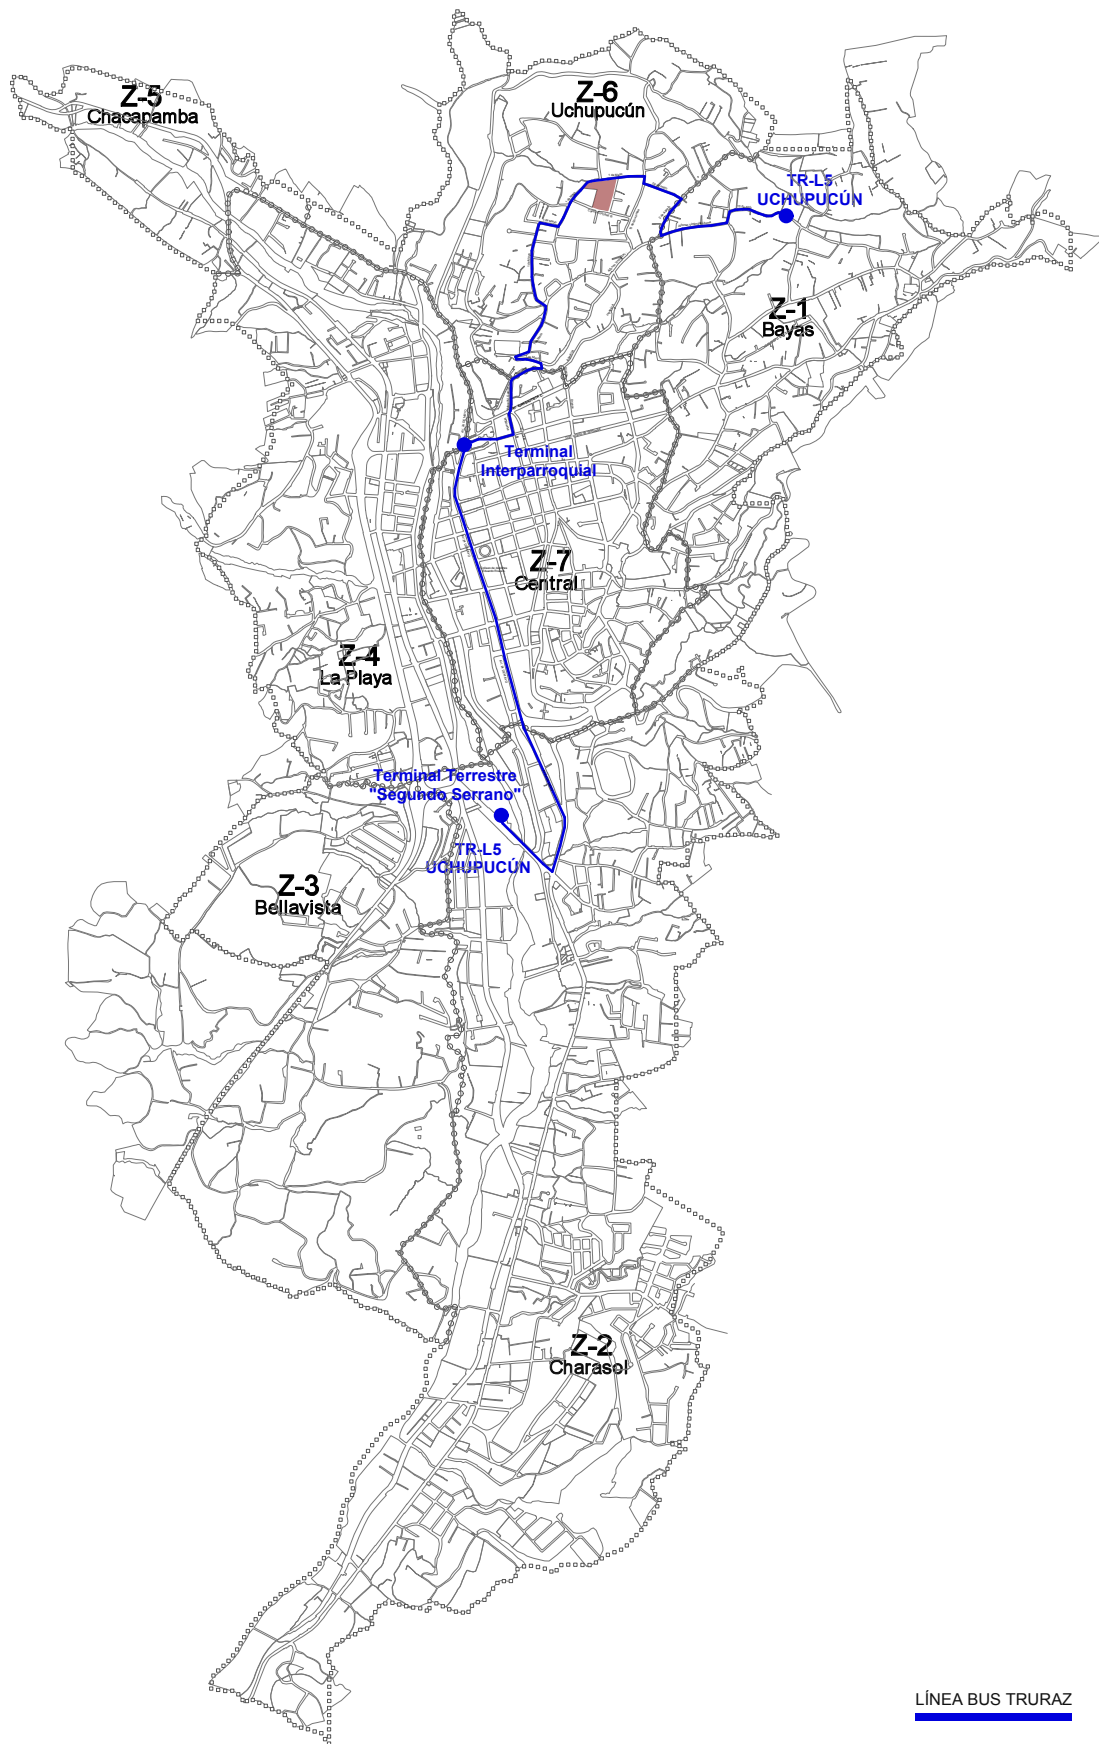 Z-5
Chacapamba
Z-6
Uchupucún
TR-L5
UCHUPUCÚN
Z-1
Bayas
Terminal
Interparroquial
Z-7
Central
Z-4
La Playa
Terminal Terrestre
"Segundo Serrano"
TR-L5
UCHUPUCÚN
Z-3
Bellavista
Z-2
Charasol
LÍNEA BUS TRURAZ